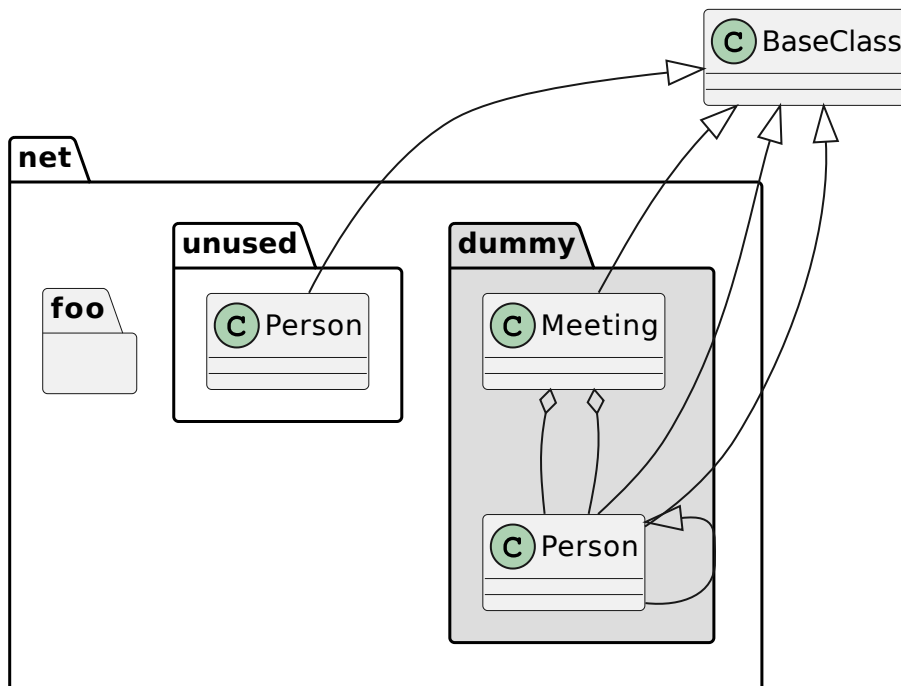 C BaseClass
net
unused
dummy
foo
C Person
C Meeting
C Person